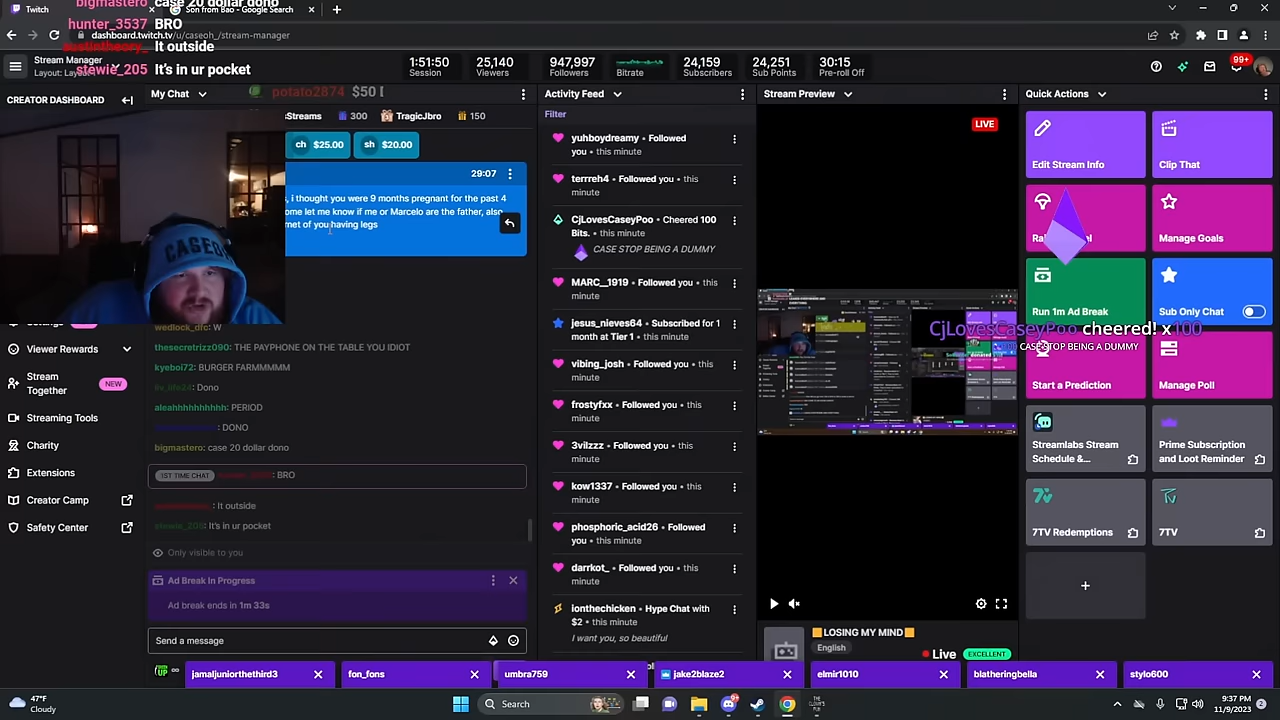 Twitch
Son from Bao - Google Search
bigmastero case 20 dollar dono
hunter_3537 BRO
dashboard.twitch.tv/u/caseoh_/stream-manager
It outside
stewie_205 It's in ur pocket
Stream Manager
Layout:
1:51:50
Session
25,140
Viewers
947,997
Followers
Bitrate
24,159
Subscribers
24,251
Sub Points
30:15
Pre-roll Off
99+
CREATOR DASHBOARD
My Chat
potato2874 $50
Streams
300
TragicJbro
150
ch $25.00
sh $20.00
29:07
i thought you were 9 months pregnant for the past 4
ome let me know if me or Marcelo are the father, also
rnet of you having legs
CASEOH
wedlock_dfc: W
thesecretrizz090: THE PAYPHONE ON THE TABLE YOU IDIOT
kyeboi72: BURGER FARMMMMM
: Dono
aleahhhhhhhhhh: PERIOD
: DONO
bigmastero: case 20 dollar dono
1ST TIME CHAT
: BRO
: It outside
stewie_205: It's in ur pocket
Only visible to you
Ad Break In Progress
Ad break ends in 1m 33s
Send a message
Viewer Rewards
Stream
Together
NEW
Streaming Tools
Charity
Extensions
Creator Camp
Safety Center
Activity Feed
Filter
yuhboydreamy • Followed
you • this minute
terrreh4 • Followed you • this
minute
CjLovesCaseyPoo • Cheered 100
Bits. • this minute
CASE STOP BEING A DUMMY
MARC__1919 • Followed you • this
minute
jesus_nimer64 • Subscribed for 1
month at Tier 1 • this minute
vibing_josh • Followed you • this
minute
frostyfxz • Followed you • this
minute
3vilzzz • Followed you • this
minute
kow1337 • Followed you • this
minute
phosphoric_acid26 • Followed
you • this minute
darrkot_ • Followed you • this
minute
ionthechicken • Hype Chat with
$2 • this minute
I want you, so beautiful
Stream Preview
LIVE
LOSING MY MIND
English
Live
EXCELLENT
Quick Actions
Edit Stream Info
Clip That
Manage Goals
Run 1m Ad Break
Sub Only Chat
CjLovesCaseyPoo cheered! x100
CASE STOP BEING A DUMMY
Start a Prediction
Manage Poll
Streamlabs Stream
Schedule &...
Prime Subscription
and Loot Reminder
7TV Redemptions
7TV
jamaljuniorthethird3
fon_fons
umbra759
jake2blaze2
elmir1010
blatheringbella
stylo600
47°F
Cloudy
Search
9:37 PM
11/9/2023